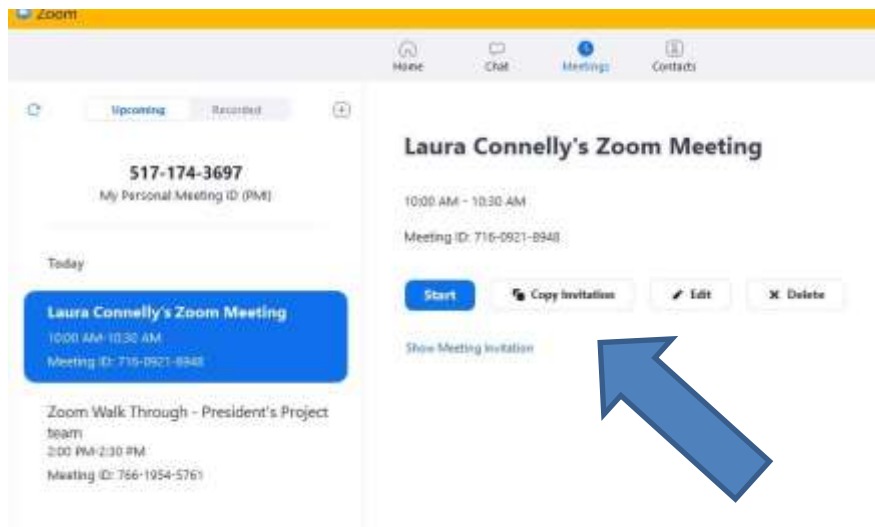 Zoom
Home Chat Meetings Contacts
Upcoming Recorded
517-174-3697
My Personal Meeting ID (PMI)
Today
Laura Connelly's Zoom Meeting
10:00 AM-10:30 AM
Meeting ID: 716-0921-8948
Zoom Walk Through - President's Project
team
2:00 PM-2:30 PM
Meeting ID: 766-1954-5761
Laura Connelly's Zoom Meeting
10:00 AM - 10:30 AM
Meeting ID: 716-0921-8948
Start Copy Invitation Edit Delete
Show Meeting Invitation